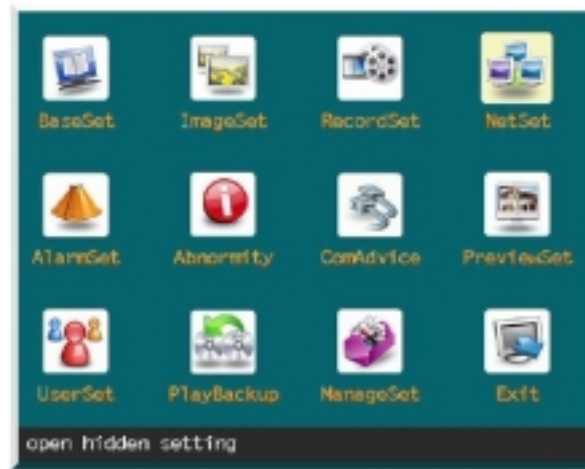 BaseSet ImageSet RecordSet NetSet
AlarmSet Abnormity ComAdvice PreviewSet
UserSet PlayBackup ManageSet Exit
open hidden setting